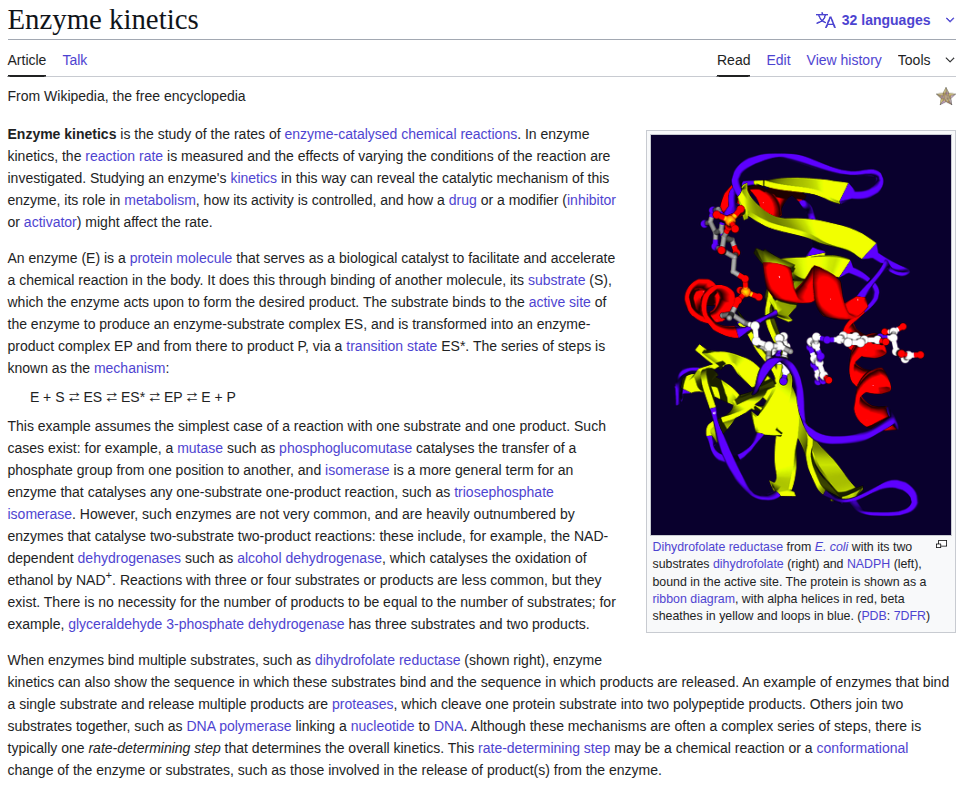 Enzyme kinetics
32 languages
Article Talk
Read Edit View history Tools
From Wikipedia, the free encyclopedia
Enzyme kinetics is the study of the rates of enzyme-catalysed chemical reactions. In enzyme
kinetics, the reaction rate is measured and the effects of varying the conditions of the reaction are
investigated. Studying an enzyme's kinetics in this way can reveal the catalytic mechanism of this
enzyme, its role in metabolism, how its activity is controlled, and how a drug or a modifier (inhibitor
or activator) might affect the rate.
An enzyme (E) is a protein molecule that serves as a biological catalyst to facilitate and accelerate
a chemical reaction in the body. It does this through binding of another molecule, its substrate (S),
which the enzyme acts upon to form the desired product. The substrate binds to the active site of
the enzyme to produce an enzyme-substrate complex ES, and is transformed into an enzyme-
product complex EP and from there to product P, via a transition state ES*. The series of steps is
known as the mechanism:
E + S ⇄ ES ⇄ ES* ⇄ EP ⇄ E + P
This example assumes the simplest case of a reaction with one substrate and one product. Such
cases exist: for example, a mutase such as phosphoglucomutase catalyses the transfer of a
phosphate group from one position to another, and isomerase is a more general term for an
enzyme that catalyses any one-substrate one-product reaction, such as triosephosphate
isomerase. However, such enzymes are not very common, and are heavily outnumbered by
enzymes that catalyse two-substrate two-product reactions: these include, for example, the NAD-
dependent dehydrogenases such as alcohol dehydrogenase, which catalyses the oxidation of
ethanol by NAD⁺. Reactions with three or four substrates or products are less common, but they
exist. There is no necessity for the number of products to be equal to the number of substrates; for
example, glyceraldehyde 3-phosphate dehydrogenase has three substrates and two products.
Dihydrofolate reductase from E. coli with its two
substrates dihydrofolate (right) and NADPH (left),
bound in the active site. The protein is shown as a
ribbon diagram, with alpha helices in red, beta
sheathes in yellow and loops in blue. (PDB: 7DFR)
When enzymes bind multiple substrates, such as dihydrofolate reductase (shown right), enzyme
kinetics can also show the sequence in which these substrates bind and the sequence in which products are released. An example of enzymes that bind
a single substrate and release multiple products are proteases, which cleave one protein substrate into two polypeptide products. Others join two
substrates together, such as DNA polymerase linking a nucleotide to DNA. Although these mechanisms are often a complex series of steps, there is
typically one rate-determining step that determines the overall kinetics. This rate-determining step may be a chemical reaction or a conformational
change of the enzyme or substrates, such as those involved in the release of product(s) from the enzyme.